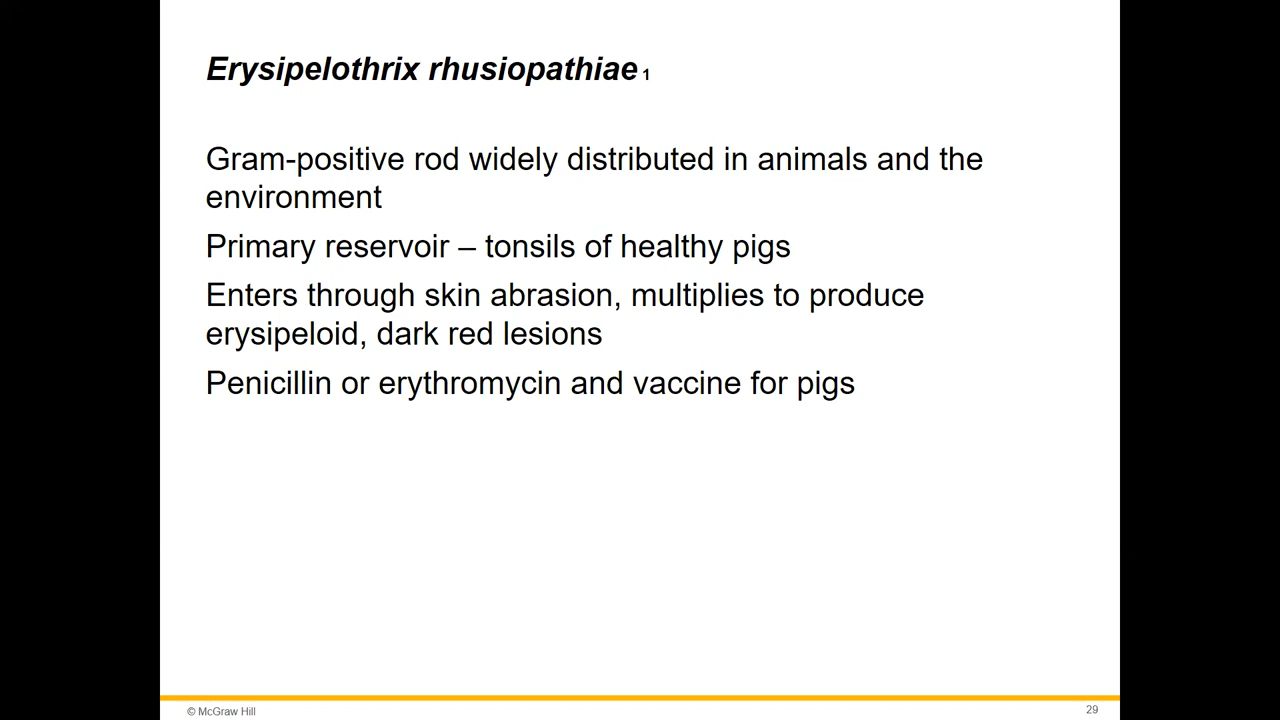 Erysipelothrix rhusiopathiae 1
Gram-positive rod widely distributed in animals and the
environment
Primary reservoir – tonsils of healthy pigs
Enters through skin abrasion, multiplies to produce
erysipeloid, dark red lesions
Penicillin or erythromycin and vaccine for pigs
© McGraw Hill
29